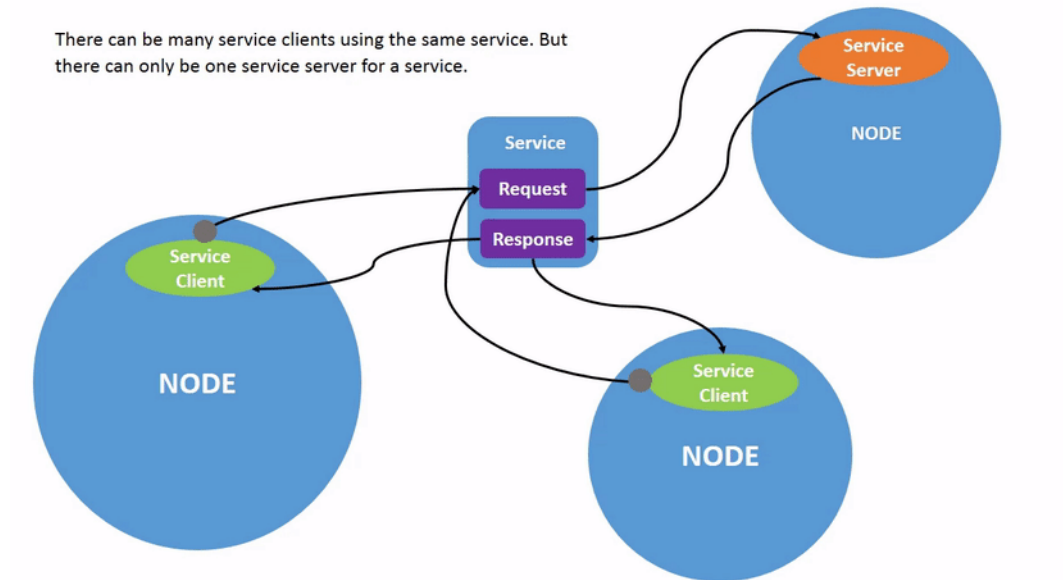 There can be many service clients using the same service. But
there can only be one service server for a service.
Service
Server
NODE
Service
Request
Response
Service
Client
NODE
Service
Client
NODE